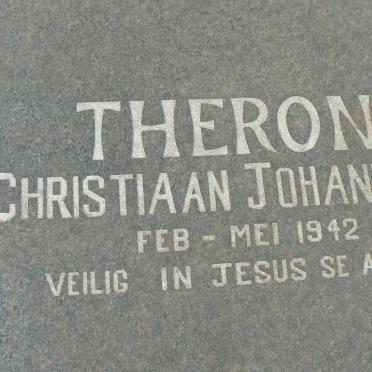 THERON
CHRISTIAAN JOHAN
FEB - MEI 1942
VEILIG IN JESUS SE A